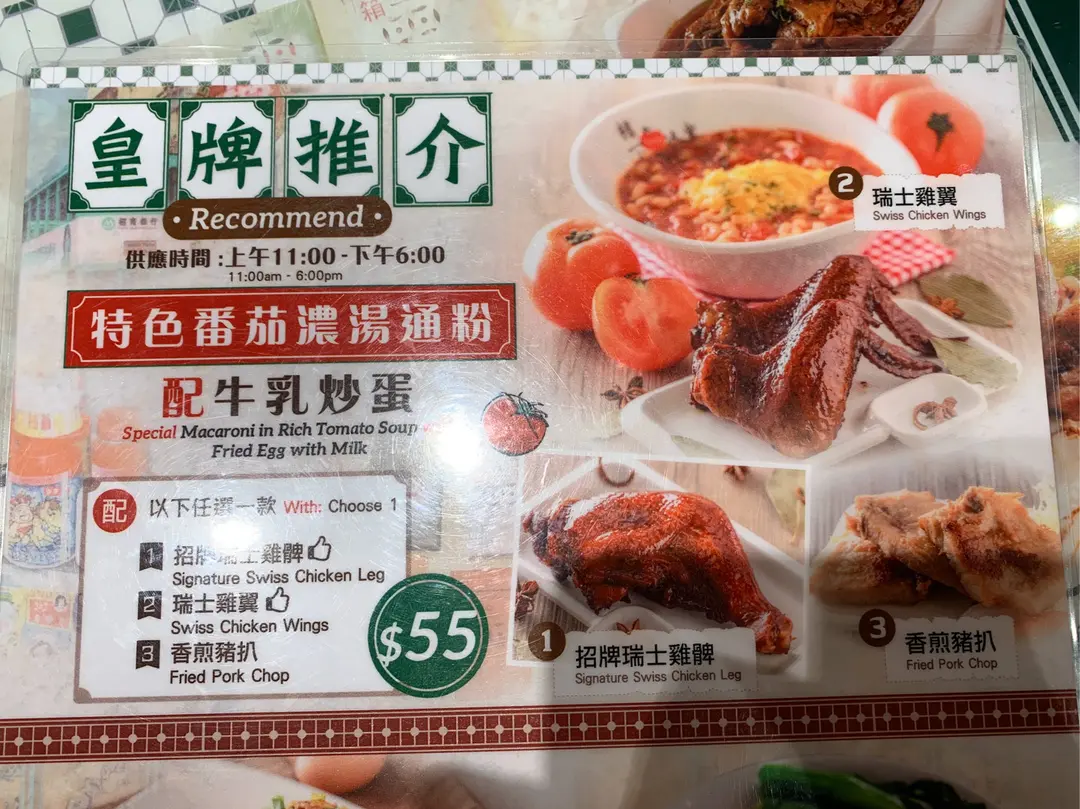 皇牌推介
• Recommend •
供應時間:上午11:00-下午6:00
11:00am - 6:00pm
特色番茄濃湯通粉
配牛乳炒蛋
Special Macaroni in Rich Tomato Soup
Fried Egg with Milk
配 以下任選一款 With: Choose 1
1 招牌瑞士雞髀
Signature Swiss Chicken Leg
2 瑞士雞翼
Swiss Chicken Wings
3 香煎豬扒
Fried Pork Chop
$55
2 瑞士雞翼
Swiss Chicken Wings
1 招牌瑞士雞髀
Signature Swiss Chicken Leg
3 香煎豬扒
Fried Pork Chop